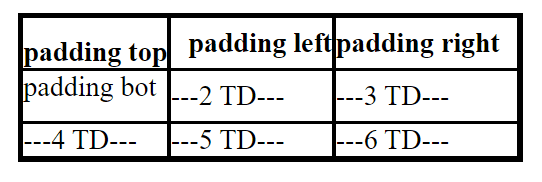 padding top padding left padding right
padding bot ---2 TD--- ---3 TD---
---4 TD--- ---5 TD--- ---6 TD---